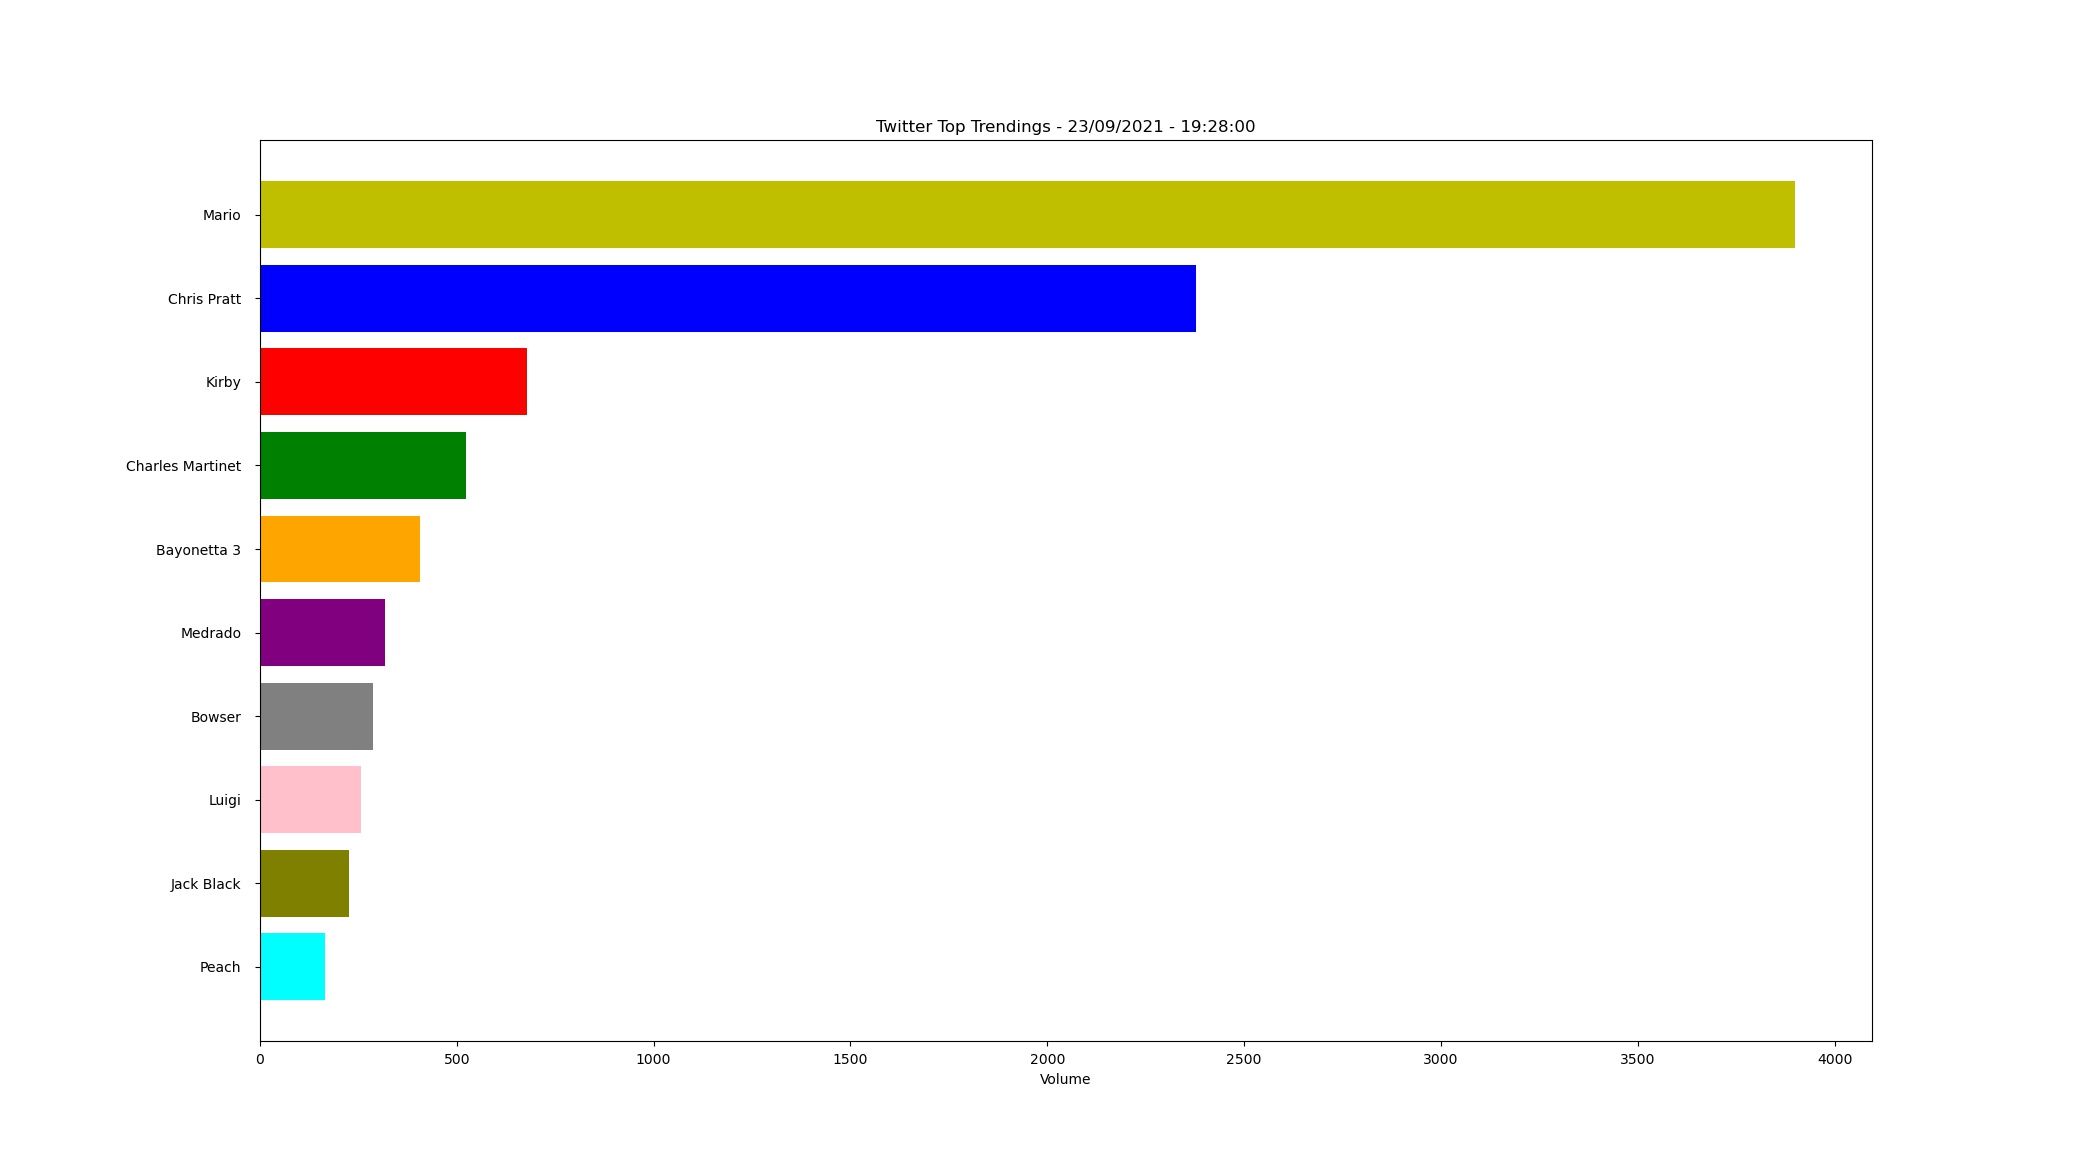 Twitter Top Trendings - 23/09/2021 - 19:28:00
Mario
Chris Pratt
Kirby
Charles Martinet
Bayonetta 3
Medrado
Bowser
Luigi
Jack Black
Peach
0 500 1000 1500 2000 2500 3000 3500 4000
Volume